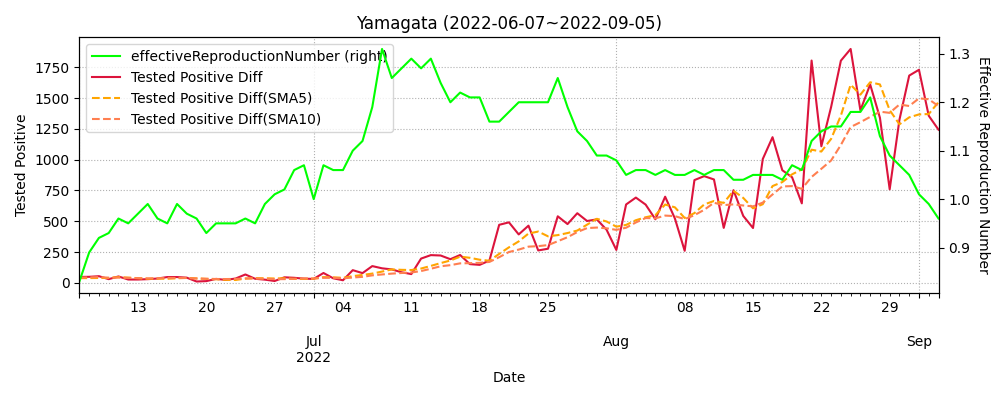 Yamagata (2022-06-07~2022-09-05)
effectiveReproductionNumber (right)
Tested Positive Diff
Tested Positive Diff(SMA5)
Tested Positive Diff(SMA10)
Tested Positive
1750
1500
1250
1000
750
500
250
0
1.3
1.2
1.1
1.0
0.9
Effective Reproduction Number
13 20 27 04 11 18 25 08 15 22 29
Jul Aug Sep
2022
Date